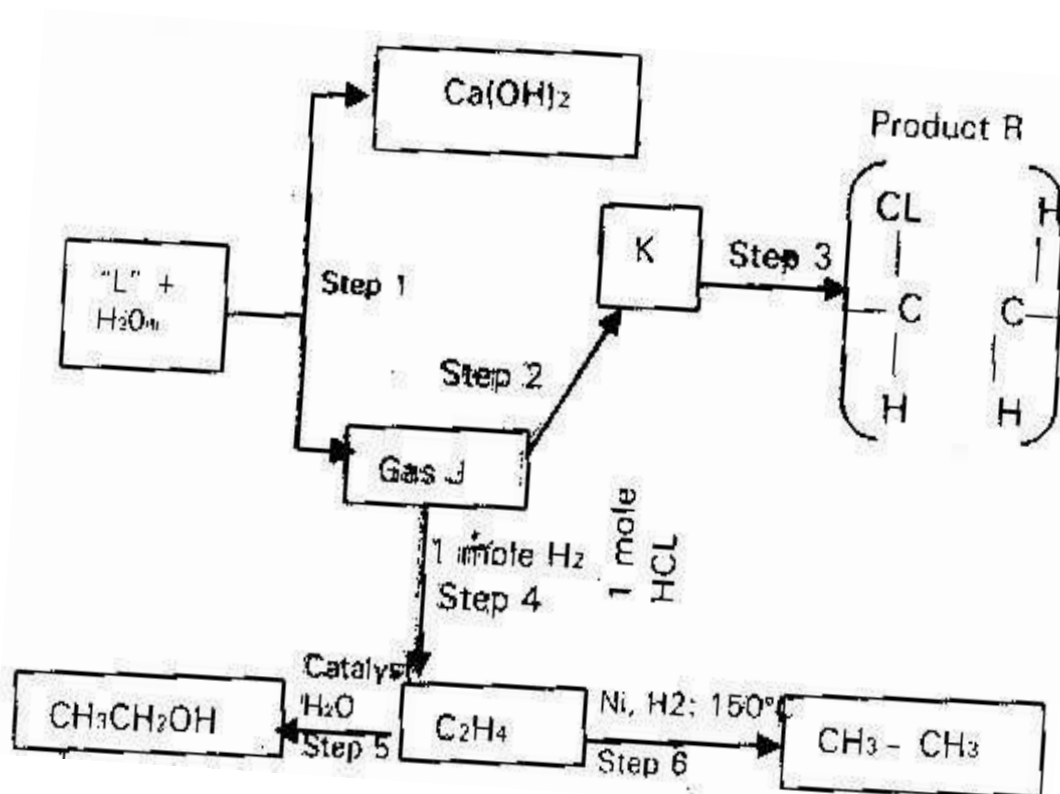 Ca(OH)2
Product R
CL
H
C
C
H
H
K
Step 3
"L" +
H2O(l)
Step 1
Step 2
Gas J
1 mole H2
Step 4
1 mole
HCL
Catalyst
H2O
Step 5
CH3CH2OH
C2H4
Ni, H2; 150°C
Step 6
CH3 - CH3